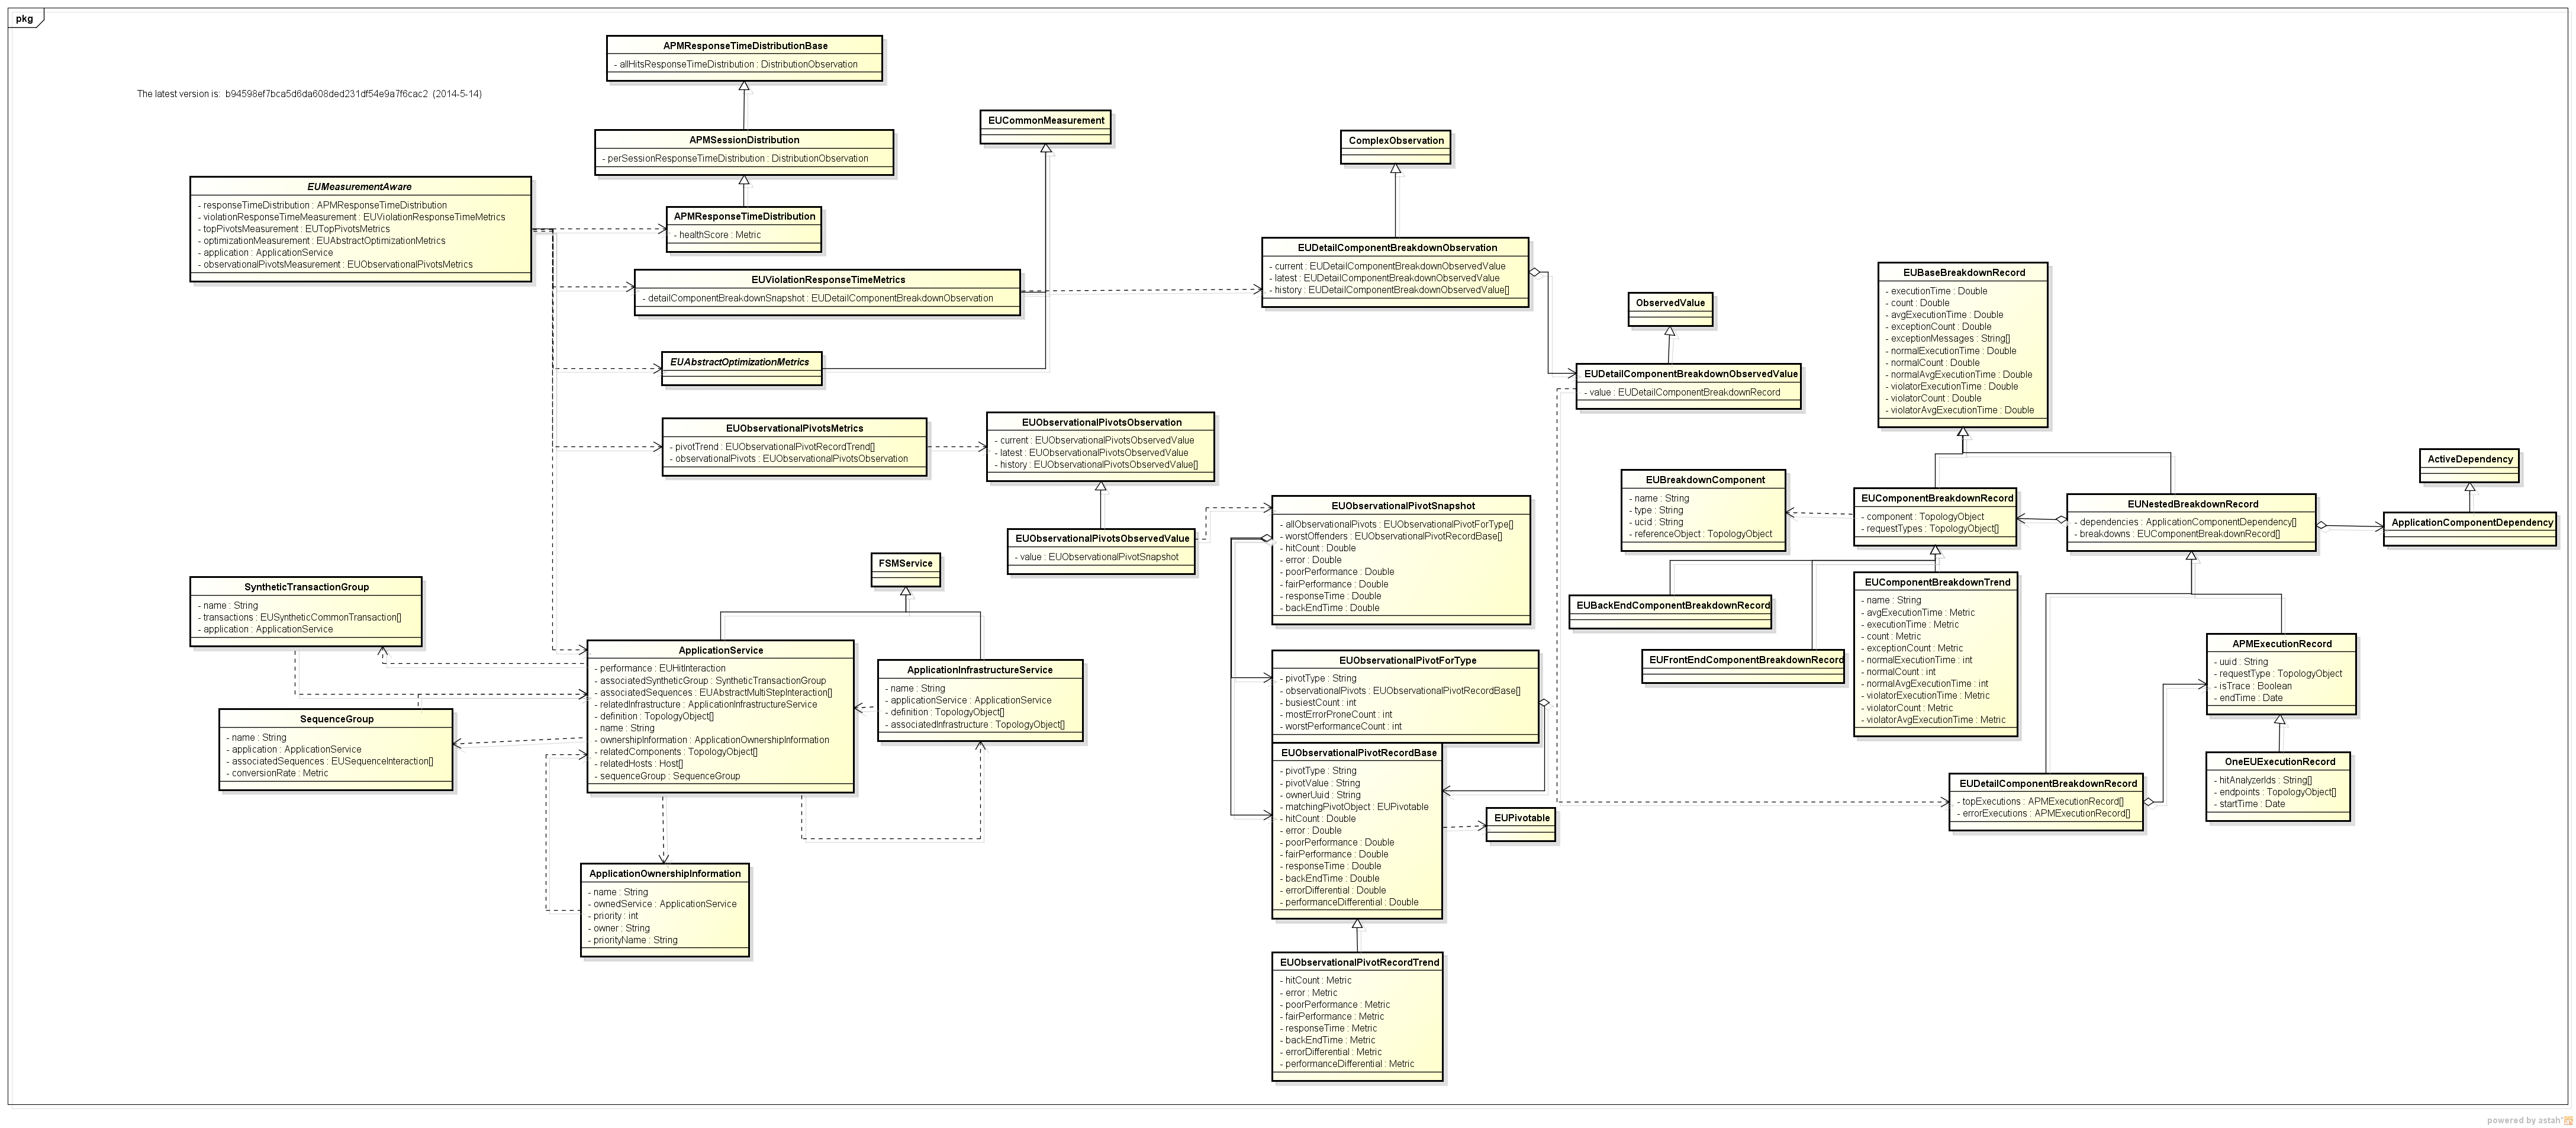 pkg
The latest version is: b94598ef7bca5d6da608ded231df54e9a7f6cac2 (2014-5-14)
APMResponseTimeDistributionBase
- allHitsResponseTimeDistribution : DistributionObservation
APMSessionDistribution
- perSessionResponseTimeDistribution : DistributionObservation
EUCommonMeasurement
ComplexObservation
EUMeasurementAware
- responseTimeDistribution : APMResponseTimeDistribution
- violationResponseTimeMeasurement : EUViolationResponseTimeMetrics
- topPivotsMeasurement : EUTopPivotsMetrics
- optimizationMeasurement : EUAbstractOptimizationMetrics
- application : ApplicationService
- observationalPivotsMeasurement : EUObservationalPivotsMetrics
APMResponseTimeDistribution
- healthScore : Metric
EUViolationResponseTimeMetrics
- detailComponentBreakdownSnapshot : EUDetailComponentBreakdownObservation
EUDetailComponentBreakdownObservation
- current : EUDetailComponentBreakdownObservedValue
- latest : EUDetailComponentBreakdownObservedValue
- history : EUDetailComponentBreakdownObservedValue[]
ObservedValue
EUBaseBreakdownRecord
- executionTime : Double
- count : Double
- avgExecutionTime : Double
- exceptionCount : Double
- exceptionMessages : String[]
- normalExecutionTime : Double
- normalCount : Double
- normalAvgExecutionTime : Double
- violatorExecutionTime : Double
- violatorCount : Double
- violatorAvgExecutionTime : Double
EUAbstractOptimizationMetrics
EUDetailComponentBreakdownObservedValue
- value : EUDetailComponentBreakdownRecord
EUObservationalPivotsMetrics
- pivotTrend : EUObservationalPivotRecordTrend[]
- observationalPivots : EUObservationalPivotsObservation
EUObservationalPivotsObservation
- current : EUObservationalPivotsObservedValue
- latest : EUObservationalPivotsObservedValue
- history : EUObservationalPivotsObservedValue[]
EUObservationalPivotsObservedValue
- value : EUObservationalPivotSnapshot
EUObservationalPivotSnapshot
- allObservationalPivots : EUObservationalPivotForType[]
- worstOffenders : EUObservationalPivotRecordBase[]
- hitCount : Double
- error : Double
- poorPerformance : Double
- fairPerformance : Double
- responseTime : Double
- backEndTime : Double
EUBreakdownComponent
- name : String
- type : String
- ucid : String
- referenceObject : TopologyObject
EUComponentBreakdownRecord
- component : TopologyObject
- requestTypes : TopologyObject[]
EUNestedBreakdownRecord
- dependencies : ApplicationComponentDependency[]
- breakdowns : EUComponentBreakdownRecord[]
ActiveDependency
ApplicationComponentDependency
FSMService
SyntheticTransactionGroup
- name : String
- transactions : EUSyntheticCommonTransaction[]
- application : ApplicationService
SequenceGroup
- name : String
- application : ApplicationService
- associatedSequences : EUSequenceInteraction[]
- conversionRate : Metric
ApplicationService
- performance : EUHitInteraction
- associatedSyntheticGroup : SyntheticTransactionGroup
- associatedSequences : EUAbstractMultiStepInteraction[]
- relatedInfrastructure : ApplicationInfrastructureService
- definition : TopologyObject[]
- name : String
- ownershipInformation : ApplicationOwnershipInformation
- relatedComponents : TopologyObject[]
- relatedHosts : Host[]
- sequenceGroup : SequenceGroup
ApplicationInfrastructureService
- name : String
- applicationService : ApplicationService
- definition : TopologyObject[]
- associatedInfrastructure : TopologyObject[]
ApplicationOwnershipInformation
- name : String
- ownedService : ApplicationService
- priority : int
- owner : String
- priorityName : String
EUObservationalPivotForType
- pivotType : String
- observationalPivots : EUObservationalPivotRecordBase[]
- busiestCount : int
- mostErrorProneCount : int
- worstPerformanceCount : int
EUObservationalPivotRecordBase
- pivotType : String
- pivotValue : String
- ownerUuid : String
- matchingPivotObject : EUPivotable
- hitCount : Double
- error : Double
- poorPerformance : Double
- fairPerformance : Double
- responseTime : Double
- backEndTime : Double
- errorDifferential : Double
- performanceDifferential : Double
EUPivotable
EUObservationalPivotRecordTrend
- hitCount : Metric
- error : Metric
- poorPerformance : Metric
- fairPerformance : Metric
- responseTime : Metric
- backEndTime : Metric
- errorDifferential : Metric
- performanceDifferential : Metric
EUBackEndComponentBreakdownRecord
EUFrontEndComponentBreakdownRecord
EUComponentBreakdownTrend
- name : String
- avgExecutionTime : Metric
- executionTime : Metric
- count : Metric
- exceptionCount : Metric
- normalExecutionTime : int
- normalCount : int
- normalAvgExecutionTime : int
- violatorExecutionTime : Metric
- violatorCount : Metric
- violatorAvgExecutionTime : Metric
APMExecutionRecord
- uuid : String
- requestType : TopologyObject
- isTrace : Boolean
- endTime : Date
OneEUExecutionRecord
- hitAnalyzerIds : String[]
- endpoints : TopologyObject[]
- startTime : Date
EUDetailComponentBreakdownRecord
- topExecutions : APMExecutionRecord[]
- errorExecutions : APMExecutionRecord[]
powered by astah*